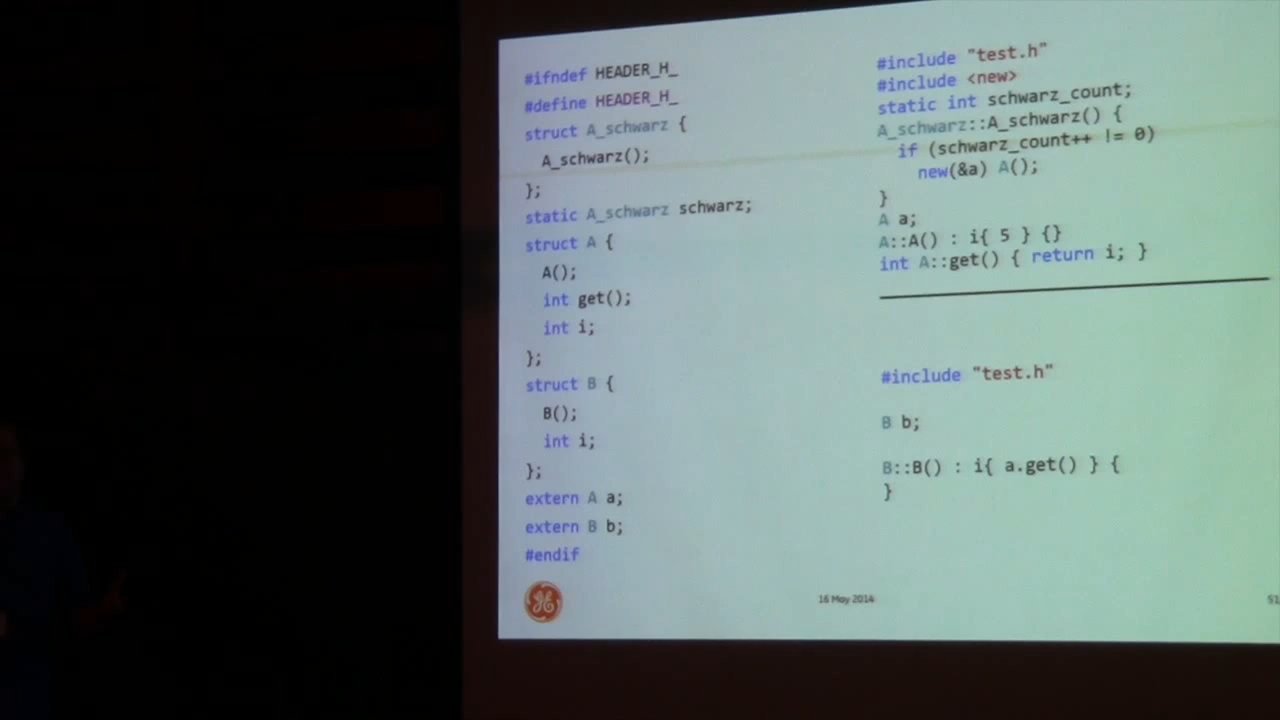 #ifndef HEADER_H_
#define HEADER_H_
struct A_schwarz {
A_schwarz();
};
static A_schwarz schwarz;
struct A {
A();
int get();
int i;
};
struct B {
B();
int i;
};
extern A a;
extern B b;
#endif
#include "test.h"
#include <new>
static int schwarz_count;
A_schwarz::A_schwarz() {
if (schwarz_count++ != 0)
new(&a) A();
}
A a;
A::A() : i{ 5 } {}
int A::get() { return i; }
#include "test.h"
B b;
B::B() : i{ a.get() } {
}
GE
16 May 2014
51